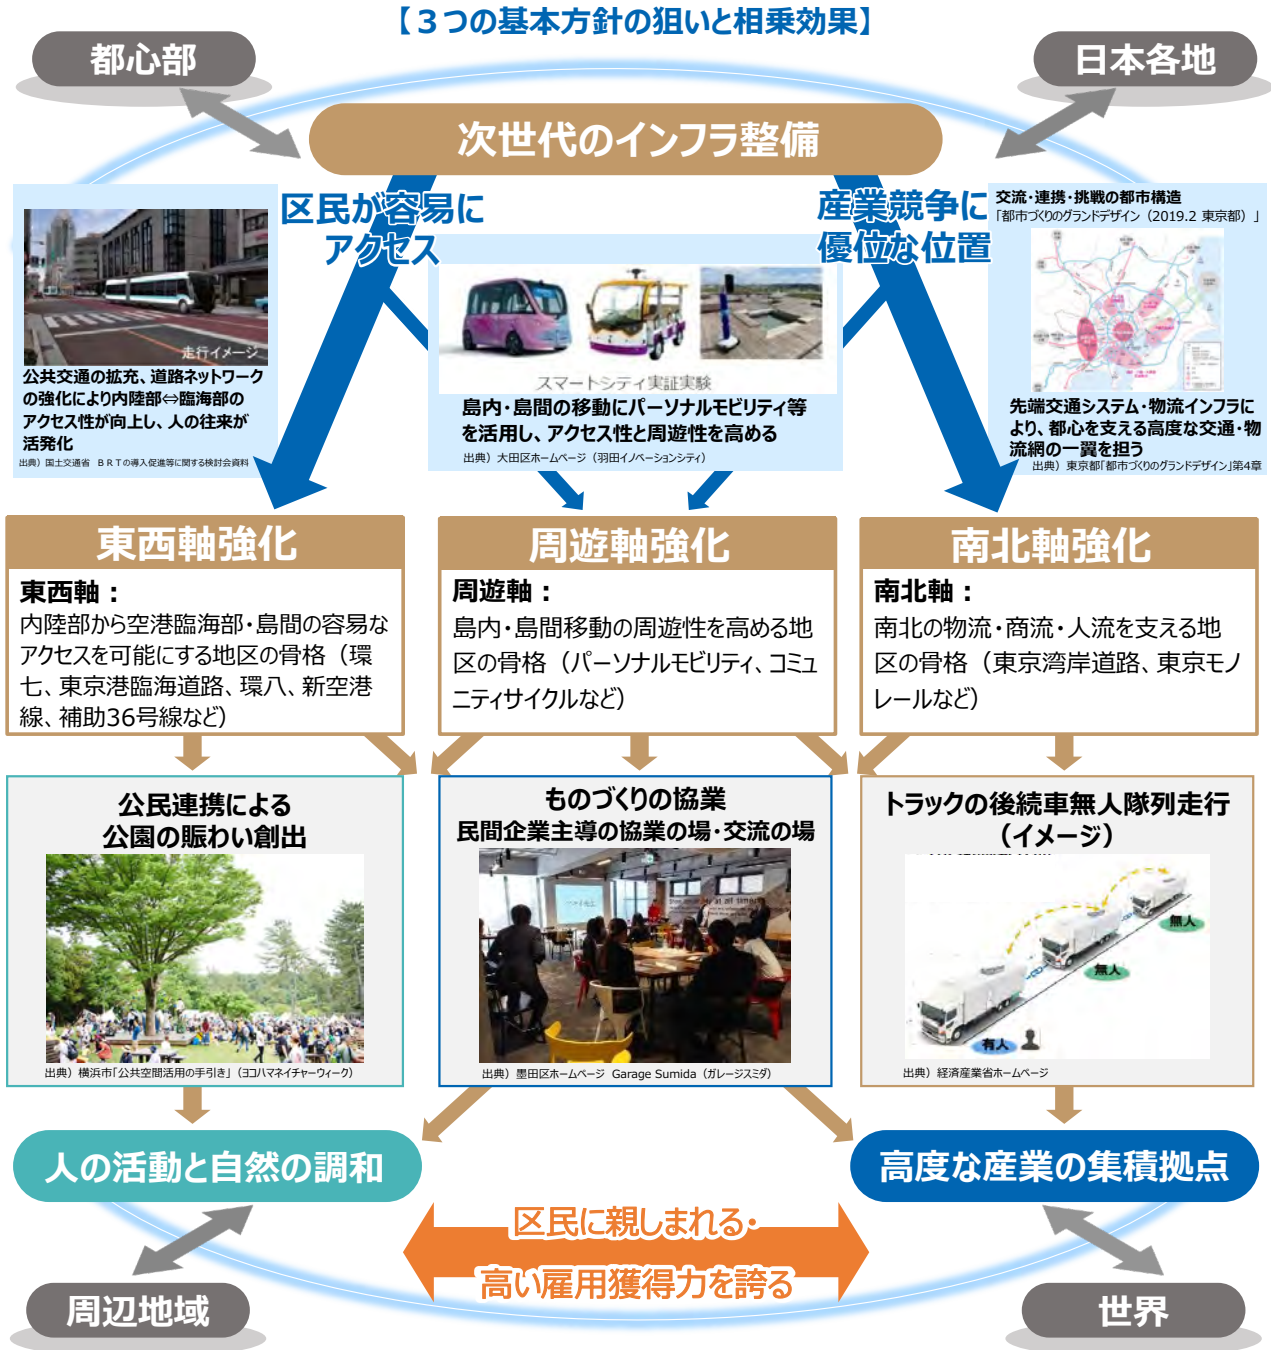 【３つの基本方針の狙いと相乗効果】
都心部
日本各地
次世代のインフラ整備
区民が容易に
アクセス
産業競争に
優位な位置
走行イメージ
公共交通の拡充、道路ネットワーク
の強化により内陸部⇔臨海部の
アクセス性が向上し、人の往来が
活発化
出典）国土交通省　ＢＲＴの導入促進等に関する検討会資料
スマートシティ実証実験
島内・島間の移動にパーソナルモビリティ等
を活用し、アクセス性と周遊性を高める
出典）大田区ホームページ（羽田イノベーションシティ）
交流・連携・挑戦の都市構造
「都市づくりのグランドデザイン（2019.2 東京都）」
先端交通システム・物流インフラに
より、都心を支える高度な交通・物
流網の一翼を担う
出典）東京都「都市づくりのグランドデザイン」第4章
東西軸強化
東西軸：
内陸部から空港臨海部・島間の容易な
アクセスを可能にする地区の骨格（環
七、東京港臨海道路、環八、新空港
線、補助36号線など）
周遊軸強化
周遊軸：
島内・島間移動の周遊性を高める地
区の骨格（パーソナルモビリティ、コミュ
ニティサイクルなど）
南北軸強化
南北軸：
南北の物流・商流・人流を支える地
区の骨格（東京湾岸道路、東京モノ
レールなど）
公民連携による
公園の賑わい創出
出典）横浜市「公共空間活用の手引き」（ヨコハマネイチャーウィーク）
ものづくりの協業
民間企業主導の協業の場・交流の場
出典）墨田区ホームページ Garage Sumida（ガレージスミダ）
トラックの後続車無人隊列走行
（イメージ）
無人
無人
有人
出典）経済産業省ホームページ
人の活動と自然の調和
高度な産業の集積拠点
区民に親しまれる・
高い雇用獲得力を誇る
周辺地域
世界